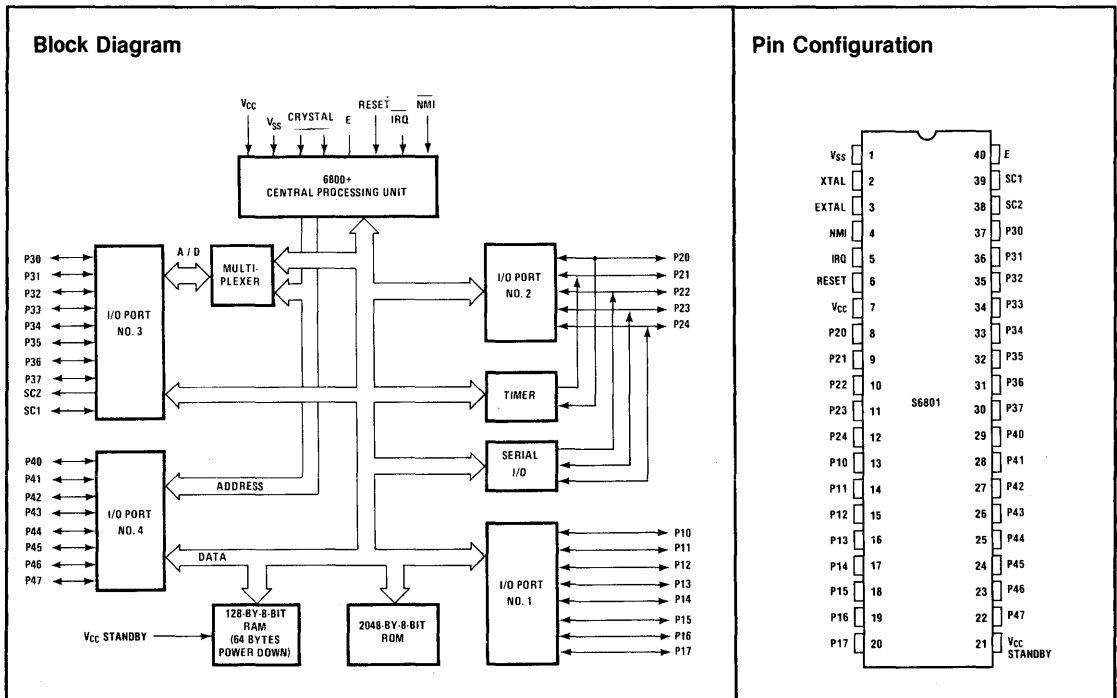 Block Diagram
VCC
VSS
CRYSTAL
E
RESET
IRQ
NMI
6800+
CENTRAL PROCESSING UNIT
P30
P31
P32
P33
P34
P35
P36
P37
SC2
SC1
I/O PORT
NO. 3
A / D
MULTI-
PLEXER
I/O PORT
NO. 2
P20
P21
P22
P23
P24
TIMER
SERIAL
I/O
P40
P41
P42
P43
P44
P45
P46
P47
I/O PORT
NO. 4
ADDRESS
DATA
I/O PORT
NO. 1
P10
P11
P12
P13
P14
P15
P16
P17
VCC STANDBY
128-BY-8-BIT
RAM
(64 BYTES
POWER DOWN)
2048-BY-8-BIT
ROM
Pin Configuration
VSS 1 40 E
XTAL 2 39 SC1
EXTAL 3 38 SC2
NMI 4 37 P30
IRQ 5 36 P31
RESET 6 35 P32
VCC 7 34 P33
P20 8 33 P34
P21 9 32 P35
P22 10 31 P36
S6801
P23 11 30 P37
P24 12 29 P40
P10 13 28 P41
P11 14 27 P42
P12 15 26 P43
P13 16 25 P44
P14 17 24 P45
P15 18 23 P46
P16 19 22 P47
P17 20 21 VCC
STANDBY